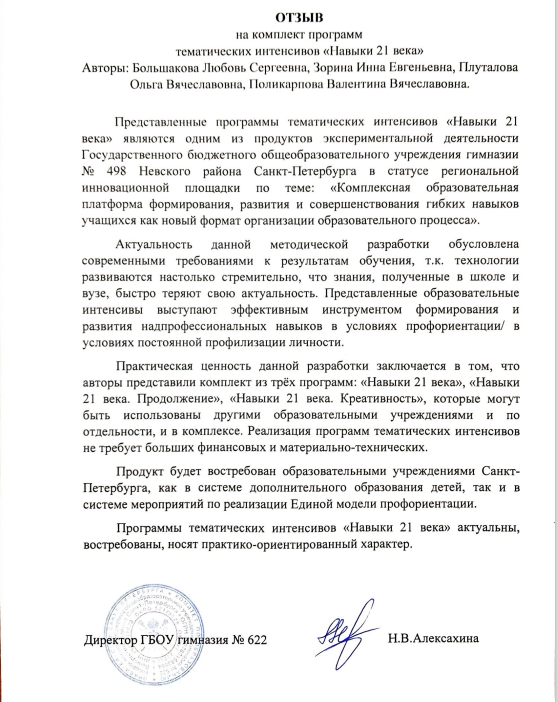 ОТЗЫВ
на комплект программ
тематических интенсивов «Навыки 21 века»
Авторы: Большакова Любовь Сергеевна, Зорина Инна Евгеньевна, Плуталова
Ольга Вячеславовна, Поликарпова Валентина Вячеславовна.
Представленные программы тематических интенсивов «Навыки 21
века» являются одним из продуктов экспериментальной деятельности
Государственного бюджетного общеобразовательного учреждения гимназии
№ 498 Невского района Санкт-Петербурга в статусе региональной
инновационной площадки по теме: «Комплексная образовательная
платформа формирования, развития и совершенствования гибких навыков
учащихся как новый формат организации образовательного процесса».
Актуальность данной методической разработки обусловлена
современными требованиями к результатам обучения, т.к. технологии
развиваются настолько стремительно, что знания, полученные в школе и
вузе, быстро теряют свою актуальность. Представленные образовательные
интенсивы выступают эффективным инструментом формирования и
развития надпрофессиональных навыков в условиях профориентации/ в
условиях постоянной профилизации личности.
Практическая ценность данной разработки заключается в том, что
авторы представили комплект из трёх программ: «Навыки 21 века», «Навыки
21 века. Продолжение», «Навыки 21 века. Креативность», которые могут
быть использованы другими образовательными учреждениями и по
отдельности, и в комплексе. Реализация программ тематических интенсивов
не требует больших финансовых и материально-технических.
Продукт будет востребован образовательными учреждениями Санкт-
Петербурга, как в системе дополнительного образования детей, так и в
системе мероприятий по реализации Единой модели профориентации.
Программы тематических интенсивов «Навыки 21 века» актуальны,
востребованы, носят практико-ориентированный характер.
Директор ГБОУ гимназия № 622 Н.В.Алексахина